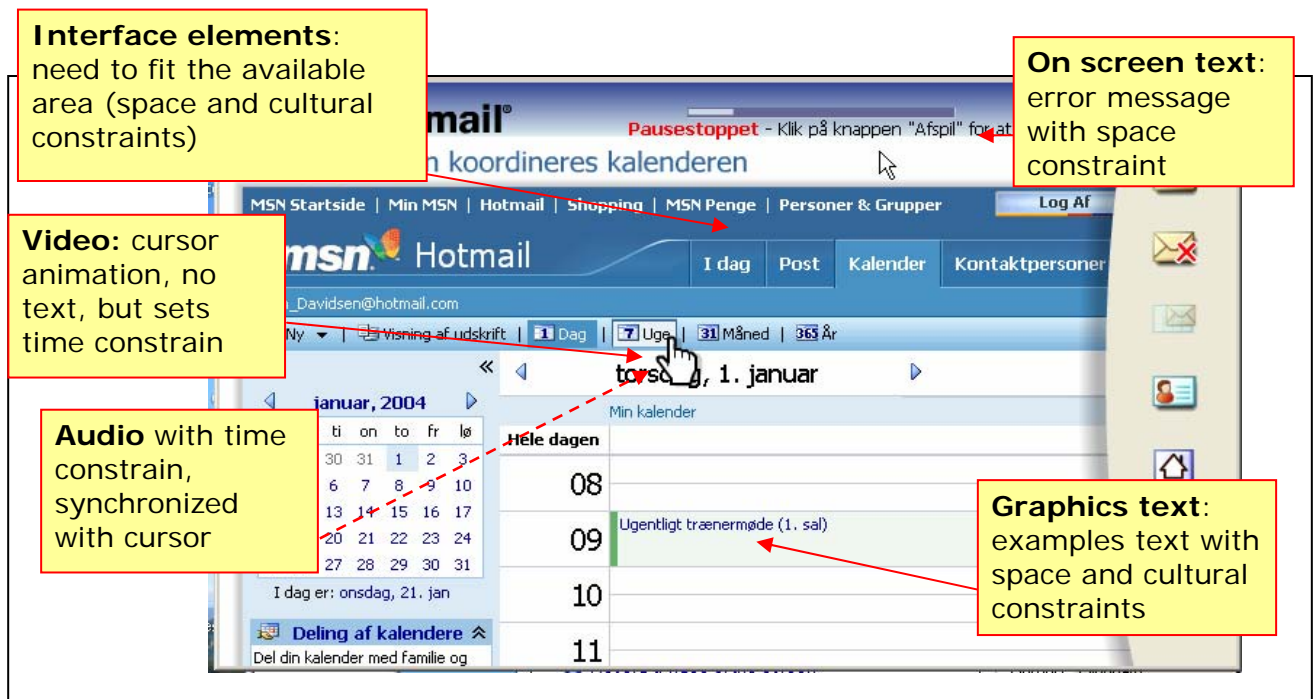 Interface elements:
need to fit the available
area (space and cultural
constraints)
On screen text:
error message
with space
constraint
mail®
Pausestoppet - Klik på knappen "Afspil" for at
koordineres kalenderen
MSN Startside | Min MSN | Hotmail | Shopping | MSN Penge | Personer & Grupper
Log Af
Video: cursor
animation, no
text, but sets
time constrain
msn Hotmail
I dag Post Kalender Kontaktpersoner
_Davidsen@hotmail.com
Ny | Visning af udskrift | 1 Dag | 7 Uge | 31 Måned | 365 År
« torsdag, 1. januar
januar, 2004
Min kalender
Audio with time
constrain,
synchronized
with cursor
ti on to fr lø
30 31 1 2 3
6 7 8 9 10
13 14 15 16 17
20 21 22 23 24
27 28 29 30 31
I dag er: onsdag, 21. jan
Deling af kalendere
Del din kalender med familie og
Hele dagen
08
09 Ugentligt trænermøde (1. sal)
10
11
Graphics text:
examples text with
space and cultural
constraints